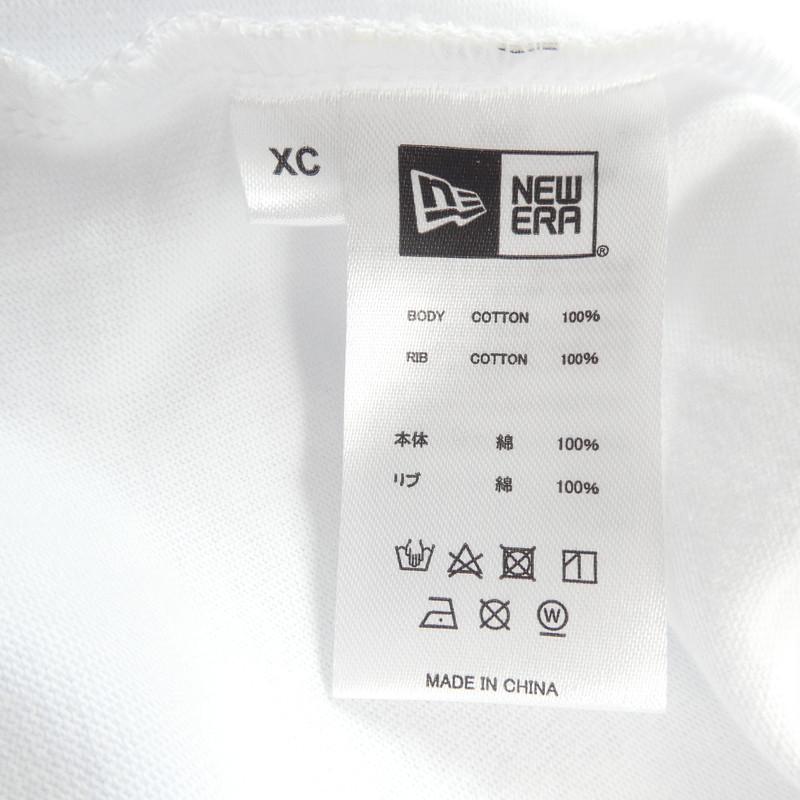 XC
NEW
ERA
®
BODY COTTON 100%
RIB COTTON 100%
本体 綿 100%
リブ 綿 100%
W
MADE IN CHINA